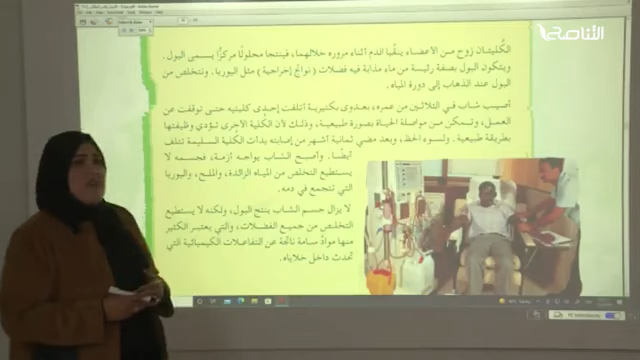 الناصح
الكُليتان زوج من الأعضاء ينقّيا الدم أثناء مروره خلالهما، فينتجا محلولًا مركزًا يسمى البول.
ويتكون البول بصفة رئيسة من ماء مذابة فيه فضلات (نواتج إخراجية) مثل اليوريا. ونتخلص من
البول عند الذهاب إلى دورة المياه.
أصيب شاب في الثلاثين من عمره، بعدوى بكتيرية أتلفت إحدى كليتيه حتى توقفت عن
العمل، وتمكن من مواصلة الحياة بصورة طبيعية، وذلك لأن الكلية الأخرى تؤدي وظيفتها
بطريقة طبيعية. ولسوء الحظ، وبعد مضي ثمانية أشهر من إصابته بدأت الكلية السليمة تتلف
أيضًا. وأصبح الشاب يواجه أزمة، فجسمه لا
يستطيع التخلص من المياه الزائدة، والملح، واليوريا
التي تتجمع في دمه.
لا يزال جسم الشاب ينتج البول، ولكنه لا يستطيع
التخلص من جميع الفضلات، والتي يعتبر الكثير
منها مواد سامة ناتجة عن التفاعلات الكيميائية التي
تحدث داخل خلاياه.